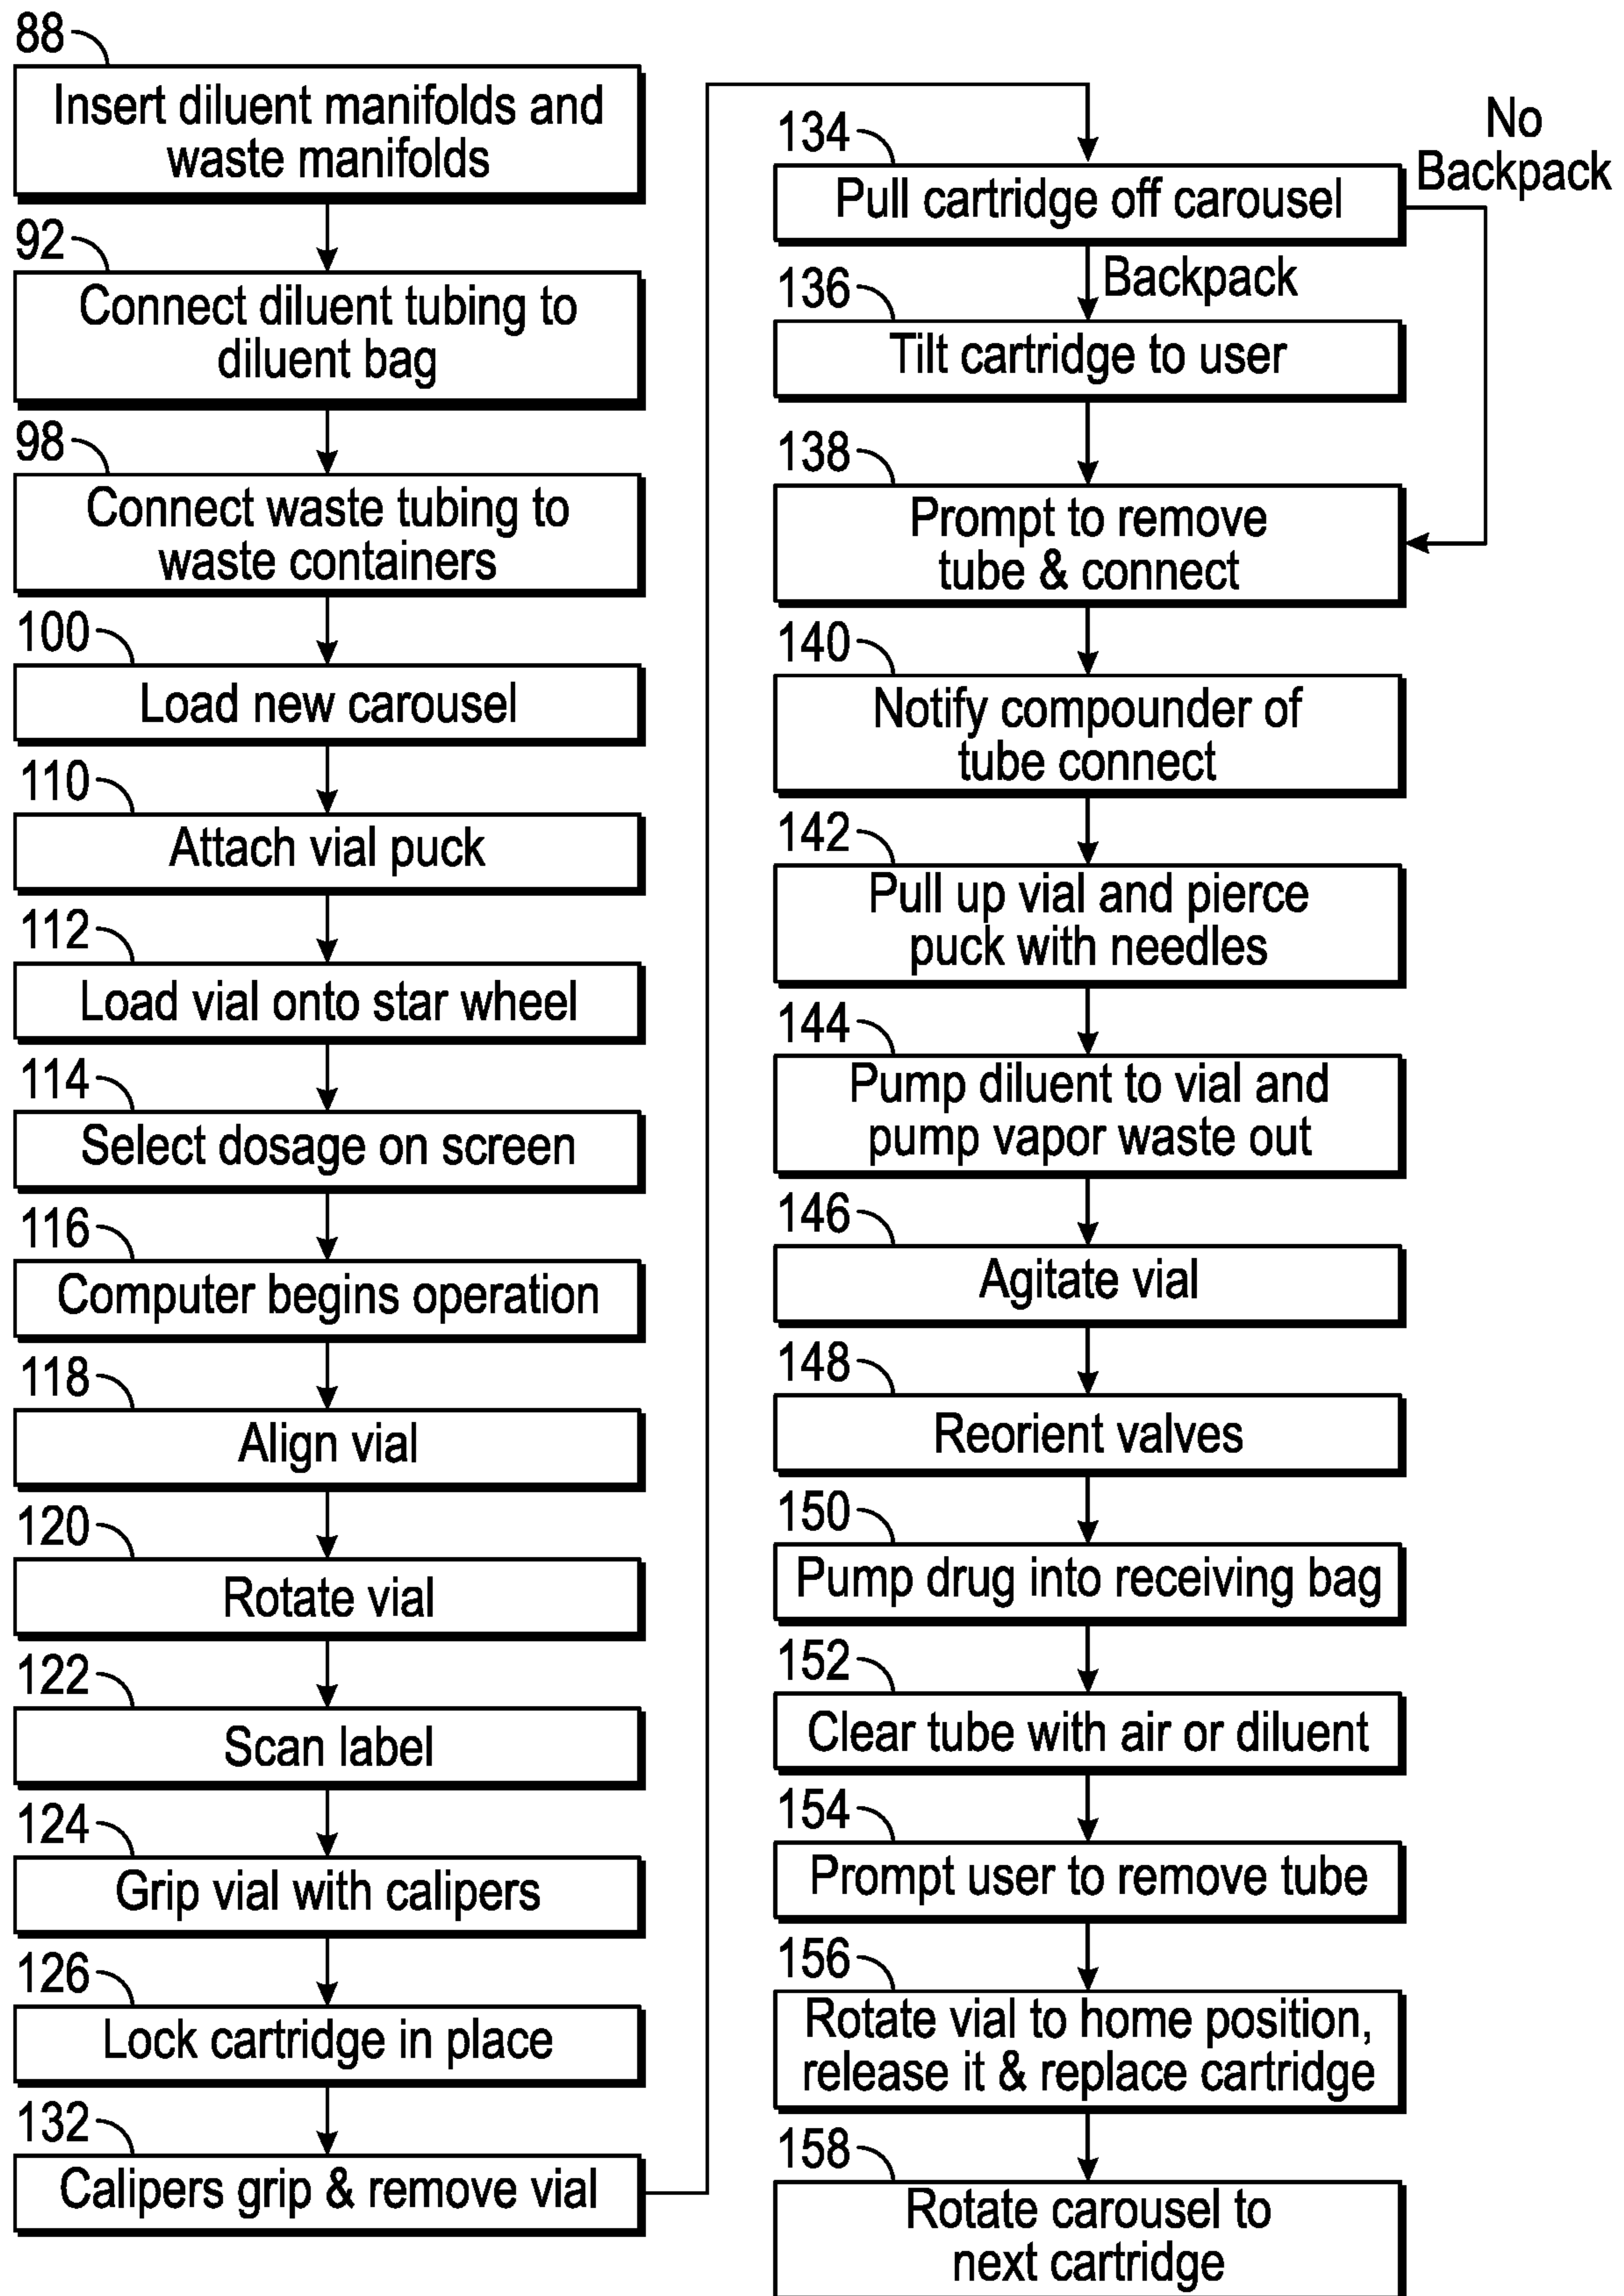 88
Insert diluent manifolds and
waste manifolds
92
Connect diluent tubing to
diluent bag
98
Connect waste tubing to
waste containers
100
Load new carousel
110
Attach vial puck
112
Load vial onto star wheel
114
Select dosage on screen
116
Computer begins operation
118
Align vial
120
Rotate vial
122
Scan label
124
Grip vial with calipers
126
Lock cartridge in place
132
Calipers grip & remove vial
134
Pull cartridge off carousel
No
Backpack
Backpack
136
Tilt cartridge to user
138
Prompt to remove
tube & connect
140
Notify compounder of
tube connect
142
Pull up vial and pierce
puck with needles
144
Pump diluent to vial and
pump vapor waste out
146
Agitate vial
148
Reorient valves
150
Pump drug into receiving bag
152
Clear tube with air or diluent
154
Prompt user to remove tube
156
Rotate vial to home position,
release it & replace cartridge
158
Rotate carousel to
next cartridge